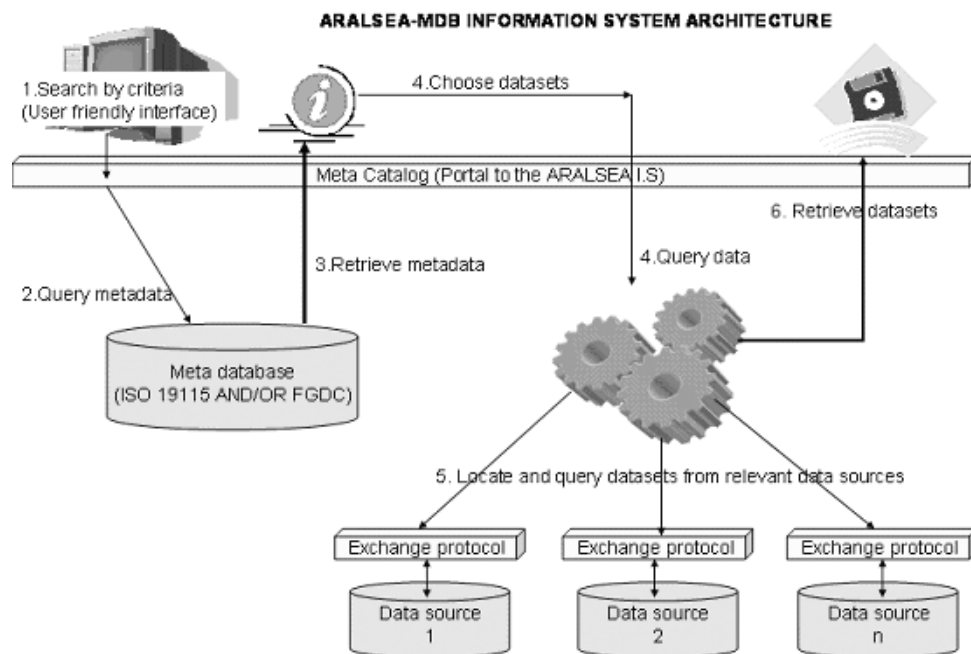 ARALSEA-MDB INFORMATION SYSTEM ARCHITECTURE
1.Search by criteria
(User friendly interface)
4.Choose datasets
Meta Catalog (Portal to the ARALSEA I.S)
6. Retrieve datasets
3.Retrieve metadata
4.Query data
2.Query metadata
Meta database
(ISO 19115 AND/OR FGDC)
5. Locate and query datasets from relevant data sources
Exchange protocol
Exchange protocol
Exchange protocol
Data source
1
Data source
2
Data source
n